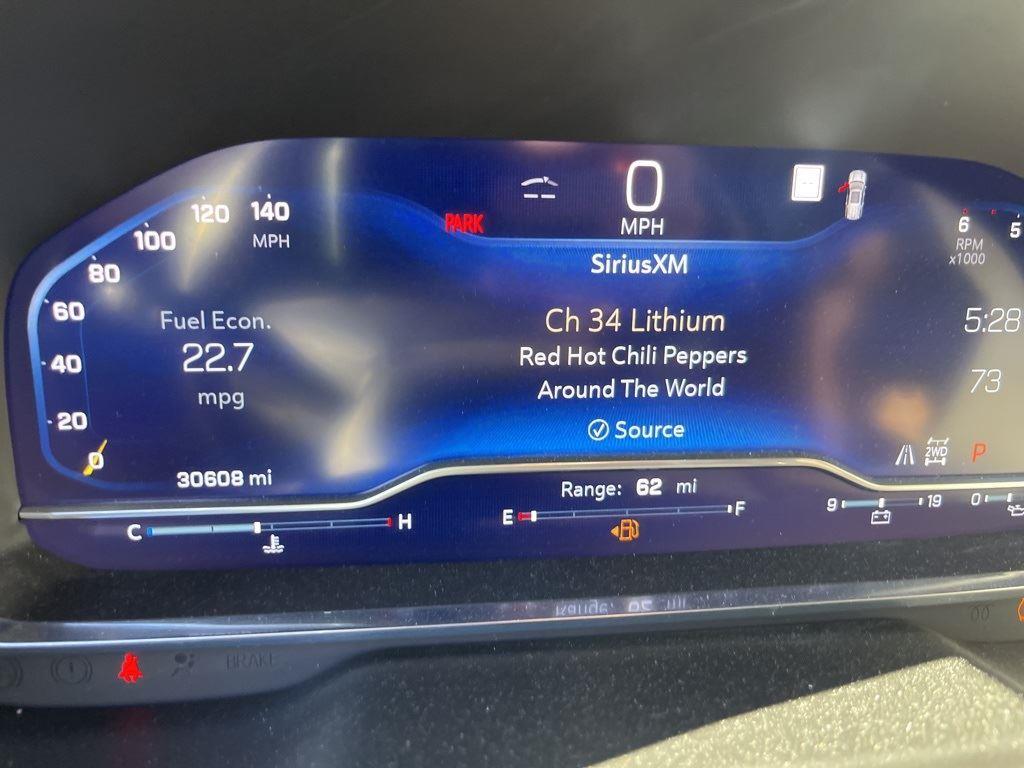 0
MPH
PARK
120 140
100 MPH
80
60
40
20
0
Fuel Econ.
22.7
mpg
30608 mi
SiriusXM
Ch 34 Lithium
Red Hot Chili Peppers
Around The World
Source
6 5
RPM
x1000
5:28
73
2WD P
Range: 62 mi
C H
E F
9 19
0
BRAKE